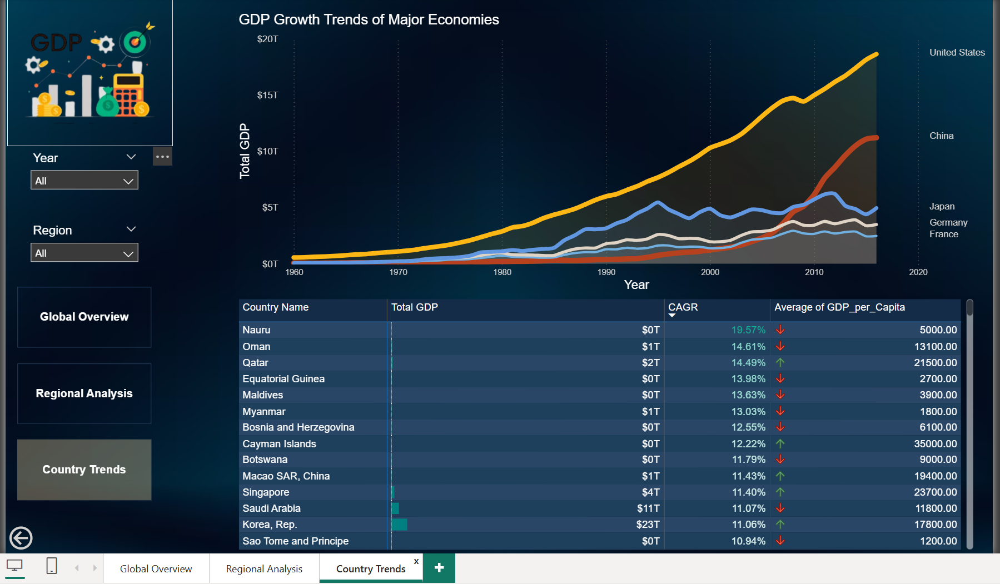 GDP
Year
All
Region
All
Global Overview
Regional Analysis
Country Trends
GDP Growth Trends of Major Economies
Total GDP
$20T
$15T
$10T
$5T
$0T
1960 1970 1980 1990 2000 2010 2020
Year
United States
China
Japan
Germany
France
Country Name Total GDP CAGR Average of GDP_per_Capita
Nauru $0T 19.57% 5000.00
Oman $1T 14.61% 13100.00
Qatar $2T 14.49% 21500.00
Equatorial Guinea $0T 13.98% 2700.00
Maldives $0T 13.63% 3900.00
Myanmar $1T 13.03% 1800.00
Bosnia and Herzegovina $0T 12.55% 6100.00
Cayman Islands $0T 12.22% 35000.00
Botswana $0T 11.79% 9000.00
Macao SAR, China $1T 11.43% 19400.00
Singapore $4T 11.40% 23700.00
Saudi Arabia $11T 11.07% 11800.00
Korea, Rep. $23T 11.06% 17800.00
Sao Tome and Principe $0T 10.94% 1200.00
Global Overview Regional Analysis Country Trends x +